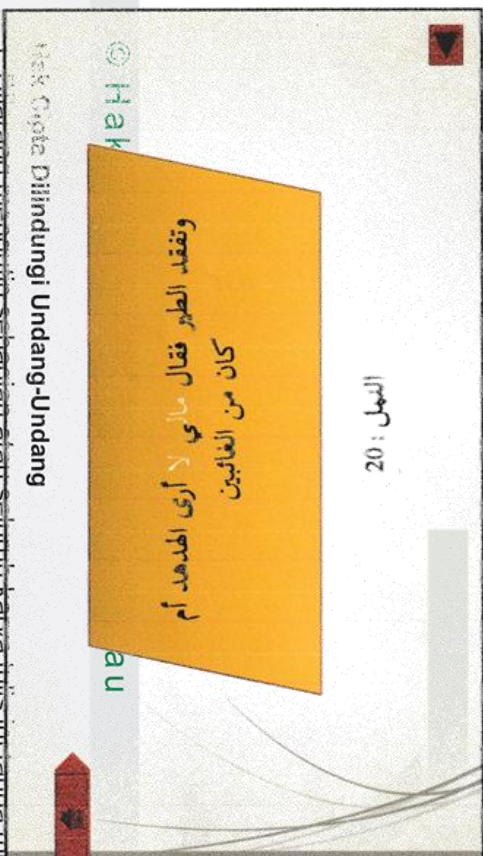 النمل : 20
وتفقد الطير فقال مالي لا أرى الهدهد أم
كان من الغائبين
© Hak
au
Hak Cipta Dilindungi Undang-Undang